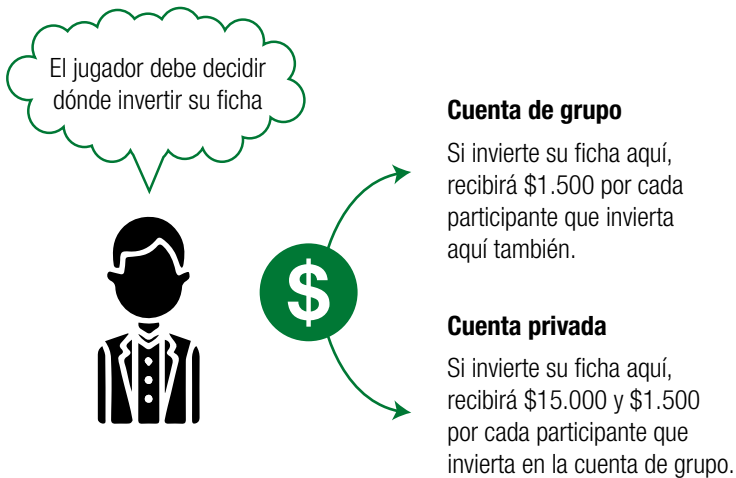 El jugador debe decidir
dónde invertir su ficha
Cuenta de grupo
Si invierte su ficha aquí,
recibirá $1.500 por cada
participante que invierta
aquí también.
$
Cuenta privada
Si invierte su ficha aquí,
recibirá $15.000 y $1.500
por cada participante que
invierta en la cuenta de grupo.